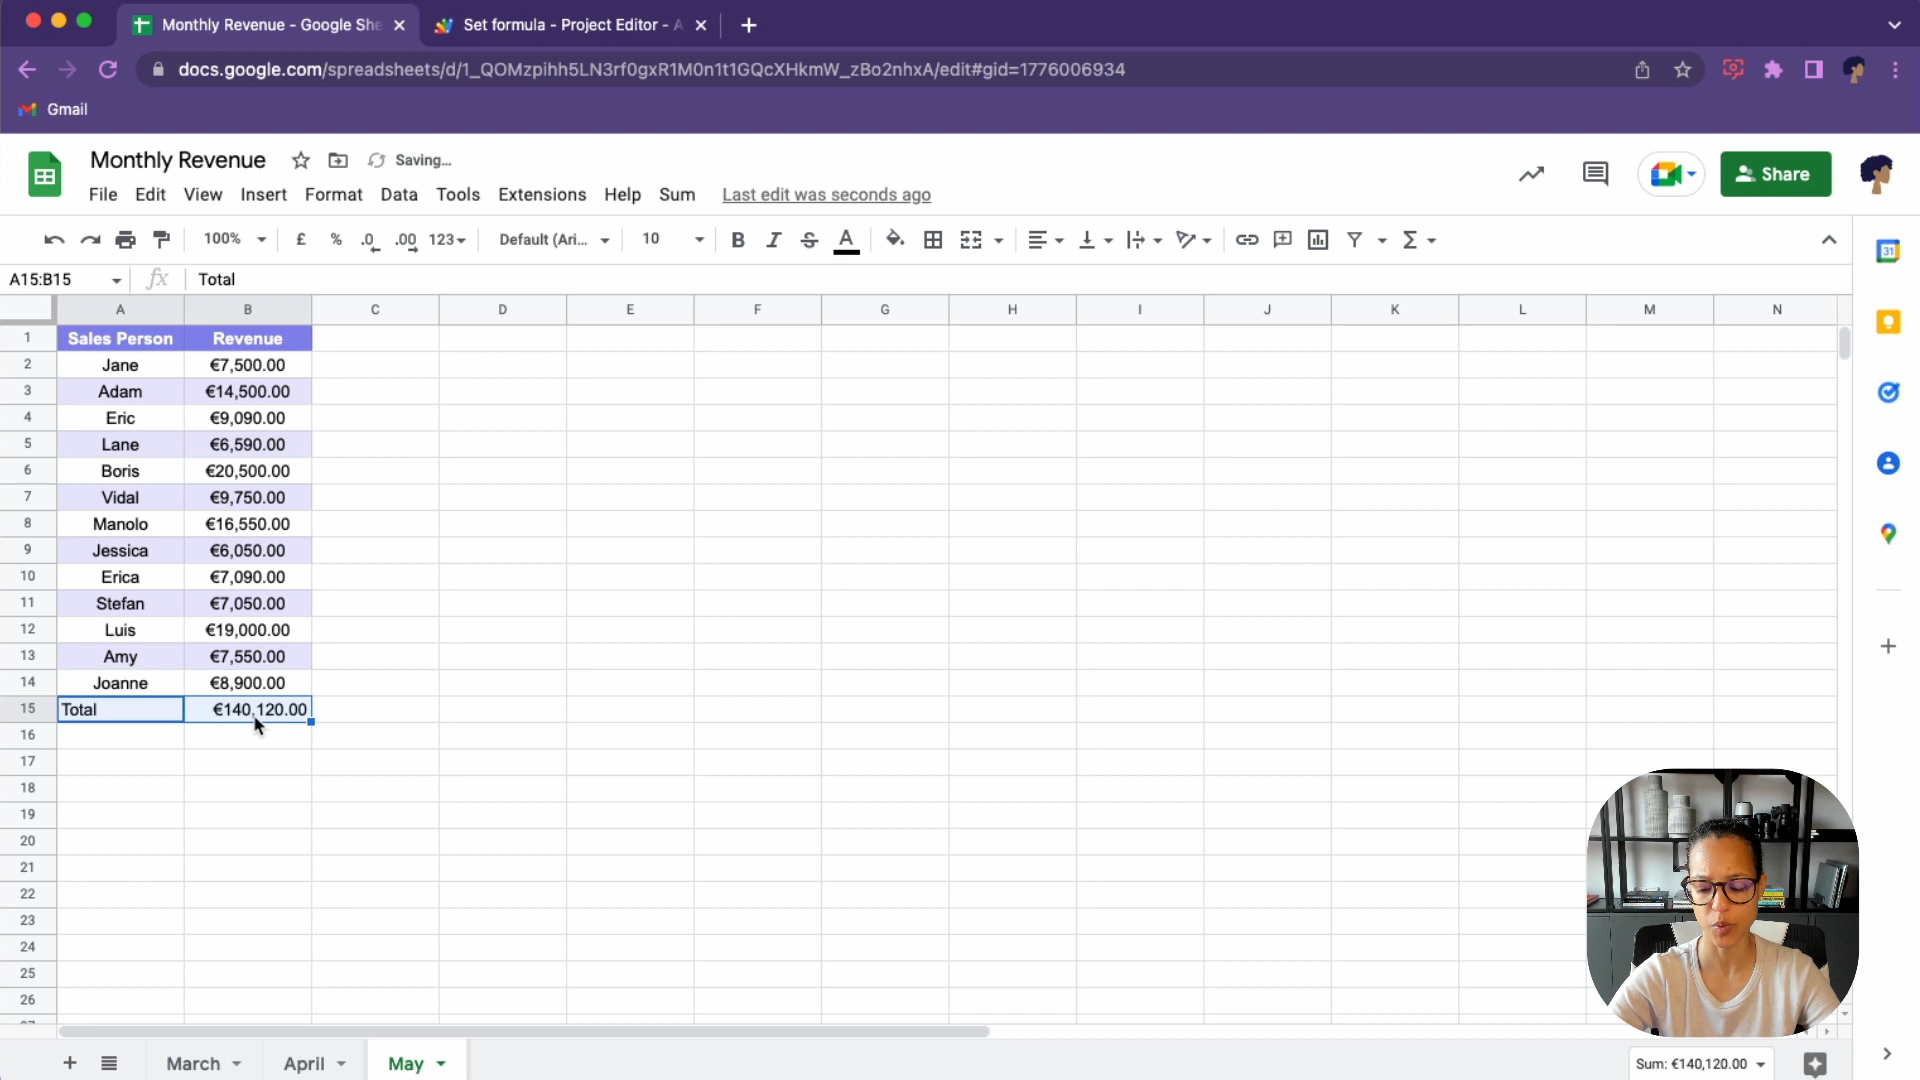 Monthly Revenue - Google She
Set formula - Project Editor - A
docs.google.com/spreadsheets/d/1_QOMzpihh5LN3rf0gxR1M0n1t1GQcXHkmW_zBo2nhxA/edit#gid=1776006934
Gmail
Monthly Revenue Saving...
File Edit View Insert Format Data Tools Extensions Help Sum Last edit was seconds ago
Share
100% £ % .0 .00 123 Default (Ari... 10 B I S A Σ
31
A15:B15 fx Total
A B C D E F G H I J K L M N
1 Sales Person Revenue
2 Jane €7,500.00
3 Adam €14,500.00
4 Eric €9,090.00
5 Lane €6,590.00
6 Boris €20,500.00
7 Vidal €9,750.00
8 Manolo €16,550.00
9 Jessica €6,050.00
10 Erica €7,090.00
11 Stefan €7,050.00
12 Luis €19,000.00
13 Amy €7,550.00
14 Joanne €8,900.00
15 Total €140,120.00
16
17
18
19
20
21
22
23
24
25
26
March April May Sum: €140,120.00